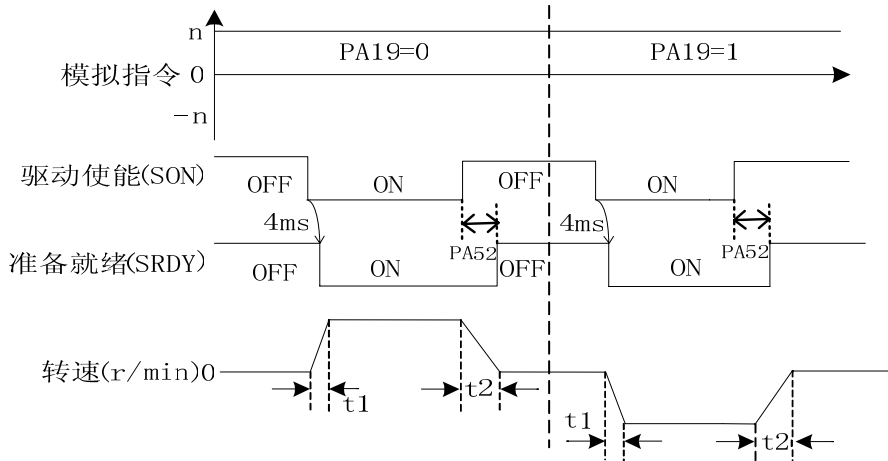 n
PA19=0 PA19=1
模拟指令 0
-n
驱动使能(SON) OFF ON OFF ON
4ms 4ms
PA52 PA52
准备就绪(SRDY) OFF ON OFF ON
转速(r/min)0
t1 t2 t1 t2